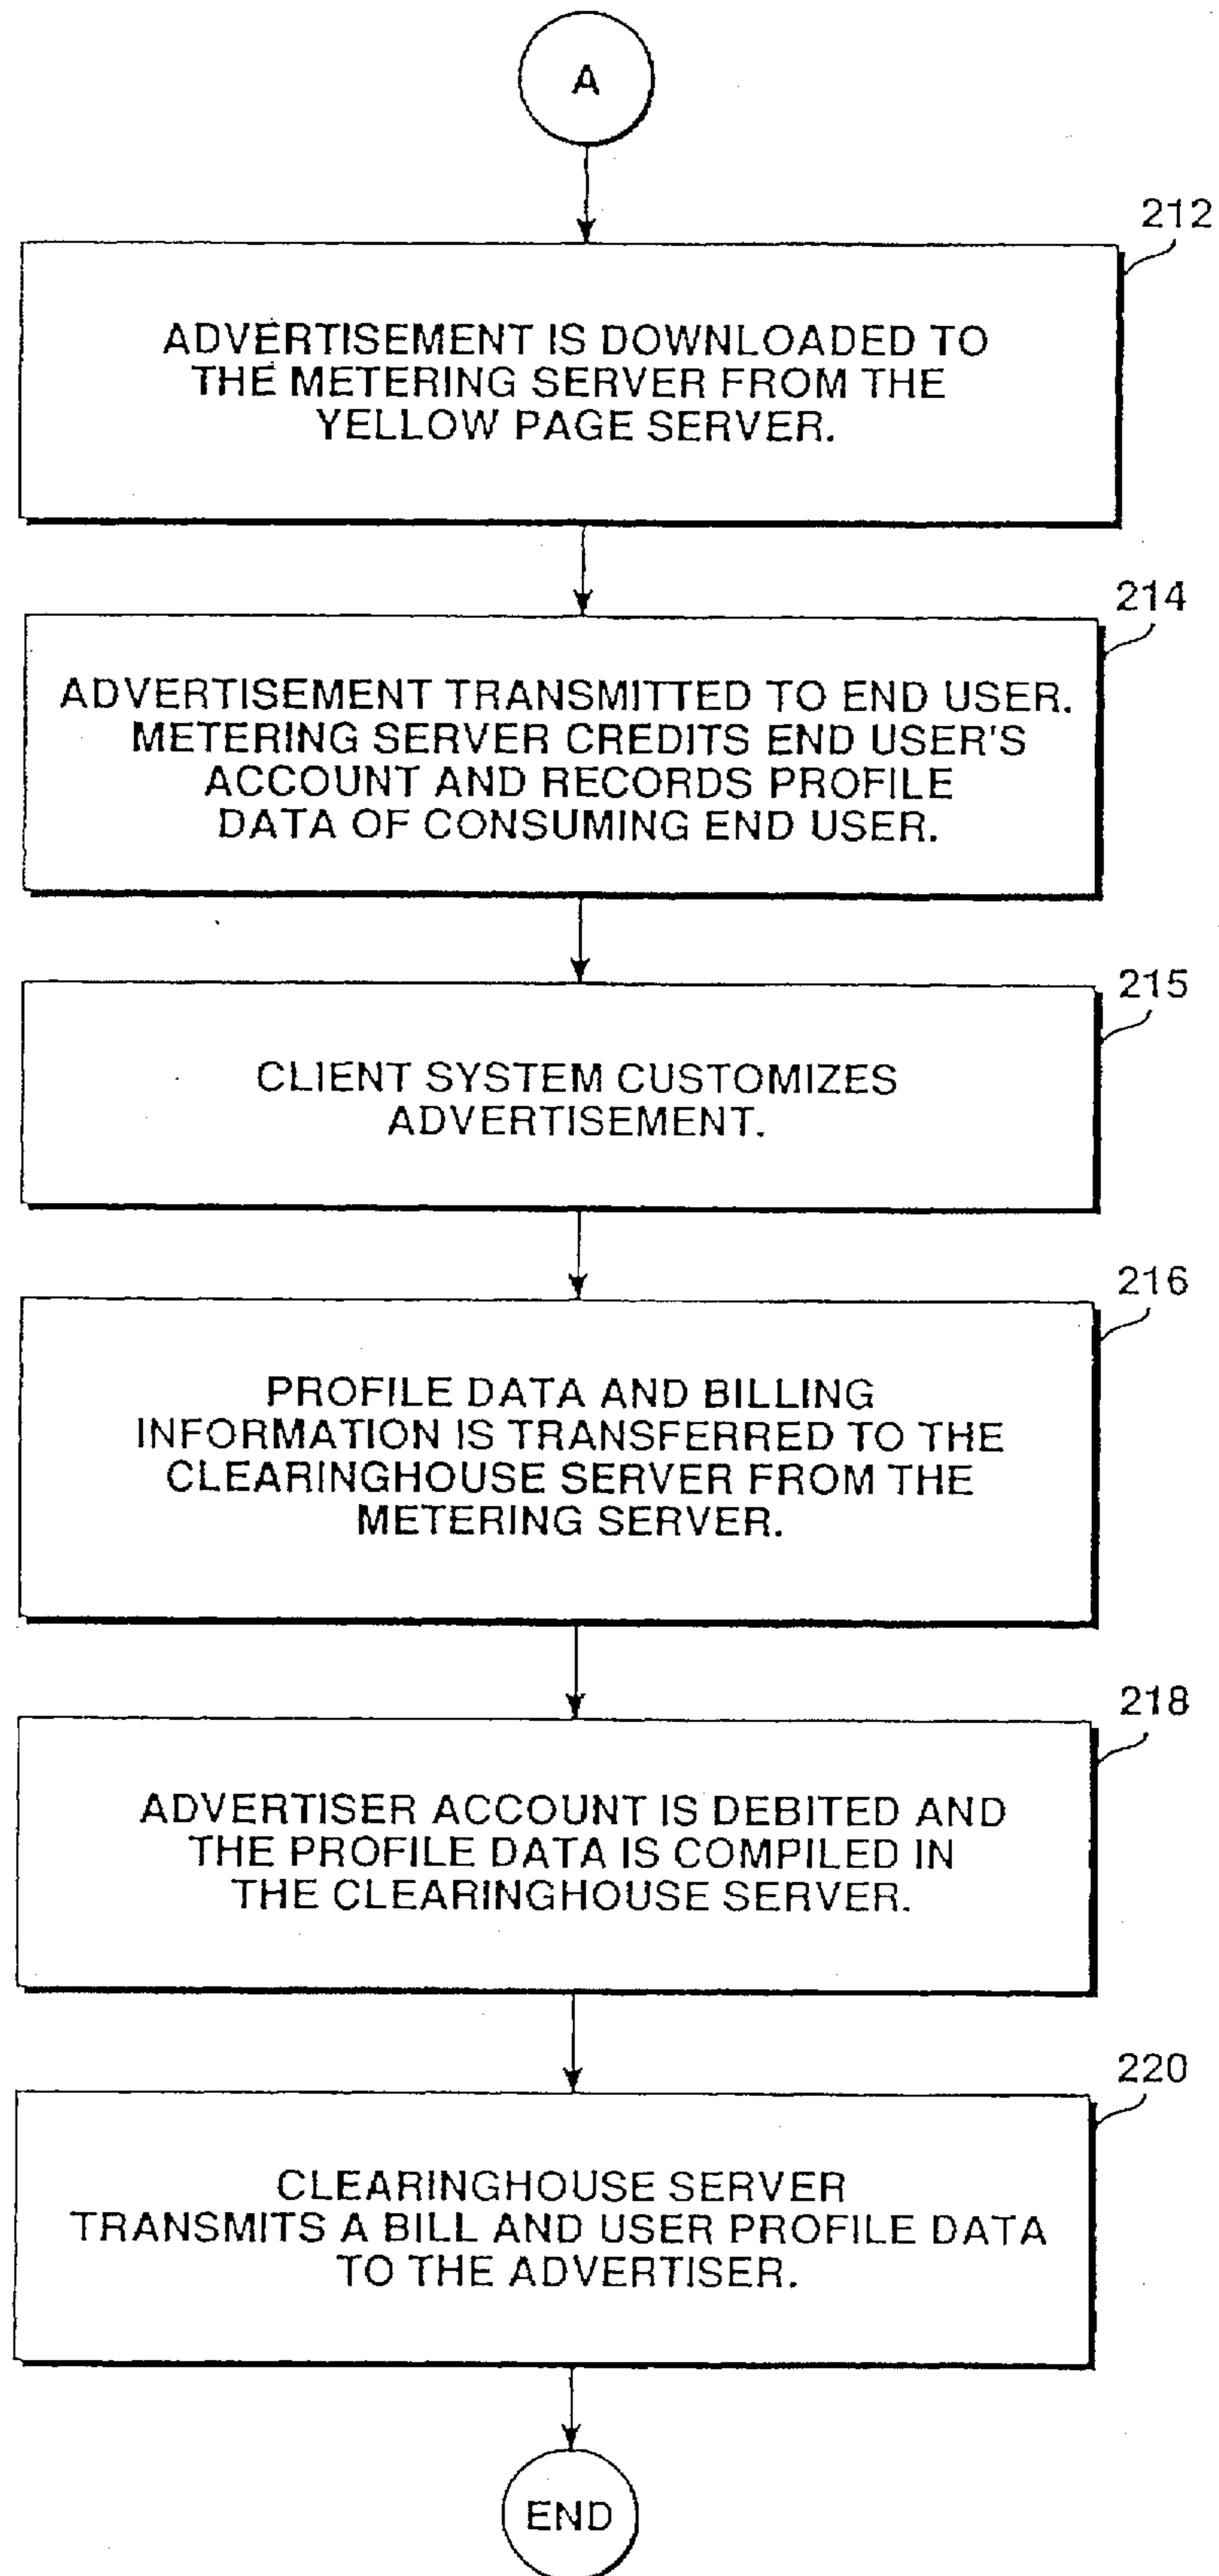 A
212
ADVERTISEMENT IS DOWNLOADED TO
THE METERING SERVER FROM THE
YELLOW PAGE SERVER.
214
ADVERTISEMENT TRANSMITTED TO END USER.
METERING SERVER CREDITS END USER'S
ACCOUNT AND RECORDS PROFILE
DATA OF CONSUMING END USER.
215
CLIENT SYSTEM CUSTOMIZES
ADVERTISEMENT.
216
PROFILE DATA AND BILLING
INFORMATION IS TRANSFERRED TO THE
CLEARINGHOUSE SERVER FROM THE
METERING SERVER.
218
ADVERTISER ACCOUNT IS DEBITED AND
THE PROFILE DATA IS COMPILED IN
THE CLEARINGHOUSE SERVER.
220
CLEARINGHOUSE SERVER
TRANSMITS A BILL AND USER PROFILE DATA
TO THE ADVERTISER.
END